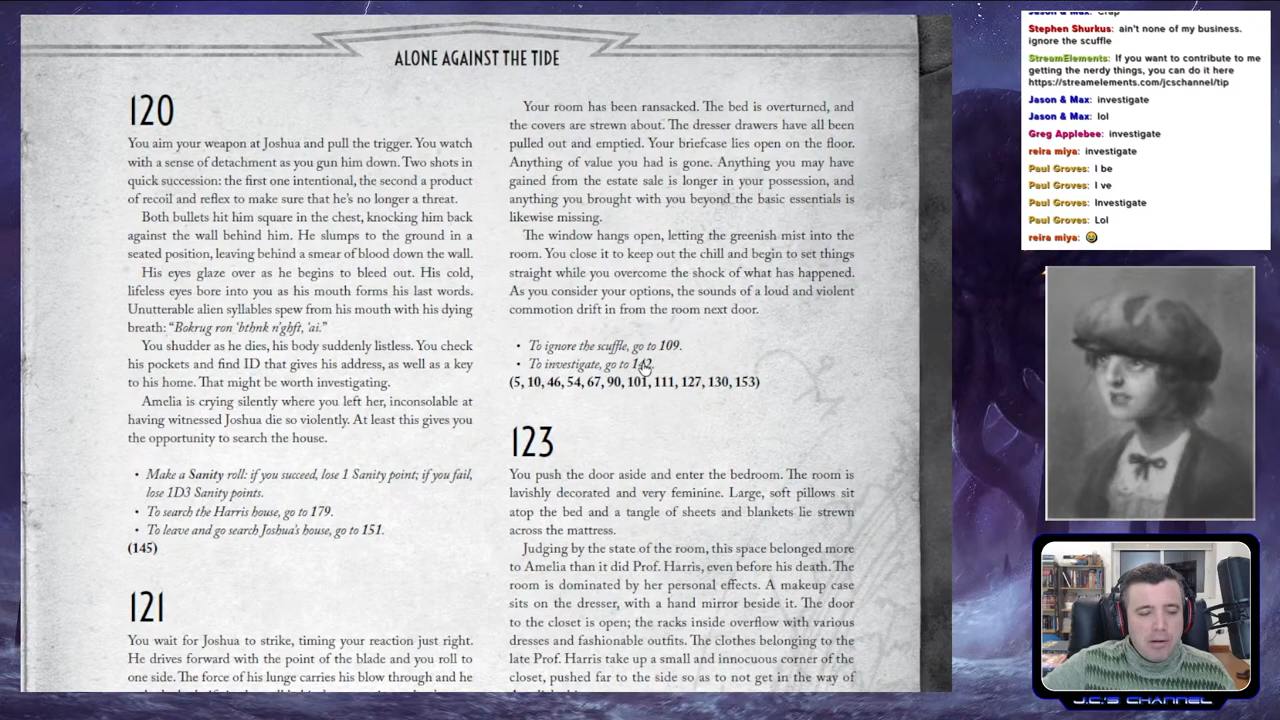 ALONE AGAINST THE TIDE
120
You aim your weapon at Joshua and pull the trigger. You watch
with a sense of detachment as you gun him down. Two shots in
quick succession: the first one intentional, the second a product
of recoil and reflex to make sure that he's no longer a threat.
Both bullets hit him square in the chest, knocking him back
against the wall behind him. He slumps to the ground in a
seated position, leaving behind a smear of blood down the wall.
His eyes glaze over as he begins to bleed out. His cold,
lifeless eyes bore into you as his mouth forms his last words.
Unutterable alien syllables spew from his mouth with his dying
breath: "Bokrug ron 'bthnk n'ghft, 'ai."
You shudder as he dies, his body suddenly listless. You check
his pockets and find ID that gives his address, as well as a key
to his home. That might be worth investigating.
Amelia is crying silently where you left her, inconsolable at
having witnessed Joshua die so violently. At least this gives you
the opportunity to search the house.
• Make a Sanity roll: if you succeed, lose 1 Sanity point; if you fail,
lose 1D3 Sanity points.
• To search the Harris house, go to 179.
• To leave and go search Joshua's house, go to 151.
(145)
121
You wait for Joshua to strike, timing your reaction just right.
He drives forward with the point of the blade and you roll to
one side. The force of his lunge carries his blow through and he
Your room has been ransacked. The bed is overturned, and
the covers are strewn about. The dresser drawers have all been
pulled out and emptied. Your briefcase lies open on the floor.
Anything of value you had is gone. Anything you may have
gained from the estate sale is longer in your possession, and
anything you brought with you beyond the basic essentials is
likewise missing.
The window hangs open, letting the greenish mist into the
room. You close it to keep out the chill and begin to set things
straight while you overcome the shock of what has happened.
As you consider your options, the sounds of a loud and violent
commotion drift in from the room next door.
• To ignore the scuffle, go to 109.
• To investigate, go to 142.
(5, 10, 46, 54, 67, 90, 101, 111, 127, 130, 153)
123
You push the door aside and enter the bedroom. The room is
lavishly decorated and very feminine. Large, soft pillows sit
atop the bed and a tangle of sheets and blankets lie strewn
across the mattress.
Judging by the state of the room, this space belonged more
to Amelia than it did Prof. Harris, even before his death. The
room is dominated by her personal effects. A makeup case
sits on the dresser, with a hand mirror beside it. The door
to the closet is open; the racks inside overflow with various
dresses and fashionable outfits. The clothes belonging to the
late Prof. Harris take up a small and innocuous corner of the
closet, pushed far to the side so as to not get in the way of
Jason & Max: Crap
Stephen Shurkus: ain't none of my business.
ignore the scuffle
StreamElements: If you want to contribute to me
getting the nerdy things, you can do it here
https://streamelements.com/jcschannel/tip
Jason & Max: investigate
Jason & Max: lol
Greg Applebee: investigate
reira miya: investigate
Paul Groves: I be
Paul Groves: I ve
Paul Groves: Investigate
Paul Groves: Lol
reira miya:
J.C.'S CHANNEL